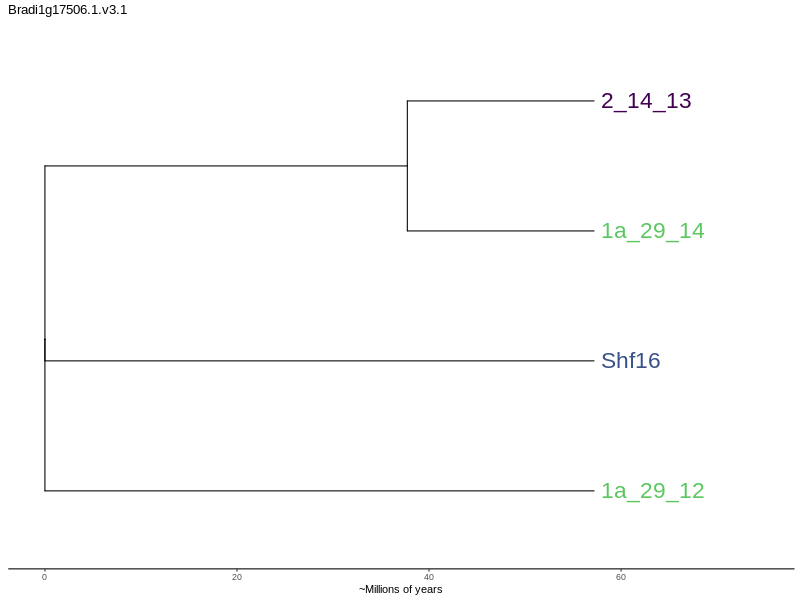 Bradi1g17506.1.v3.1
2_14_13
1a_29_14
Shf16
1a_29_12
0 20 40 60
~Millions of years